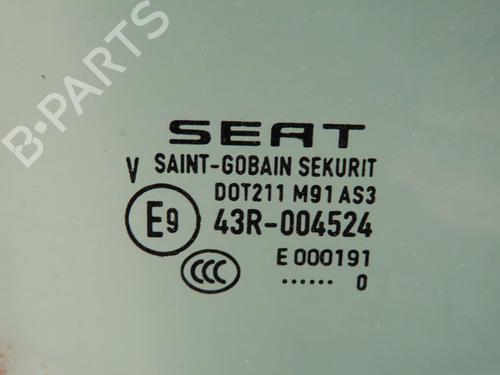 B-PARTS
SEAT
V SAINT-GOBAIN SEKURIT
DOT211 M91 AS3
E9 43R-004524
CCC E 000191
...... 0